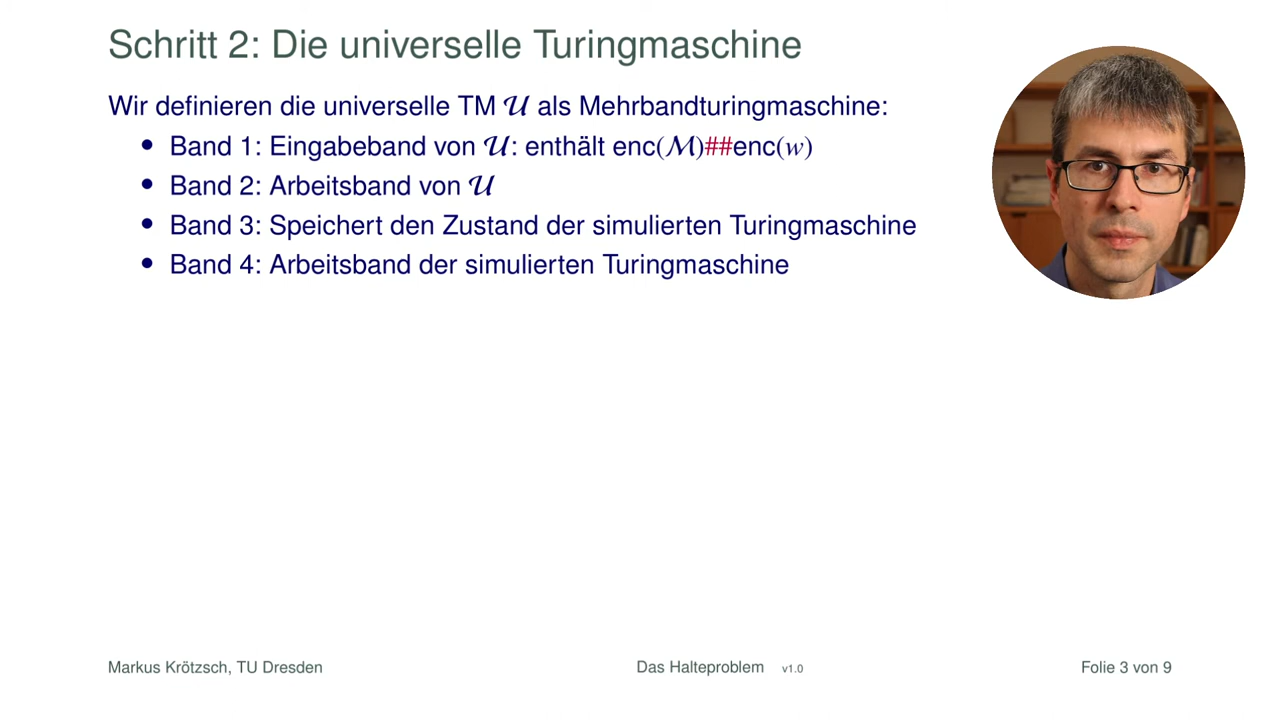 Schritt 2: Die universelle Turingmaschine
Wir definieren die universelle TM 𝒰 als Mehrbandturingmaschine:
• Band 1: Eingabeband von 𝒰: enthält enc(ℳ)##enc(w)
• Band 2: Arbeitsband von 𝒰
• Band 3: Speichert den Zustand der simulierten Turingmaschine
• Band 4: Arbeitsband der simulierten Turingmaschine
Markus Krötzsch, TU Dresden Das Halteproblem v1.0 Folie 3 von 9